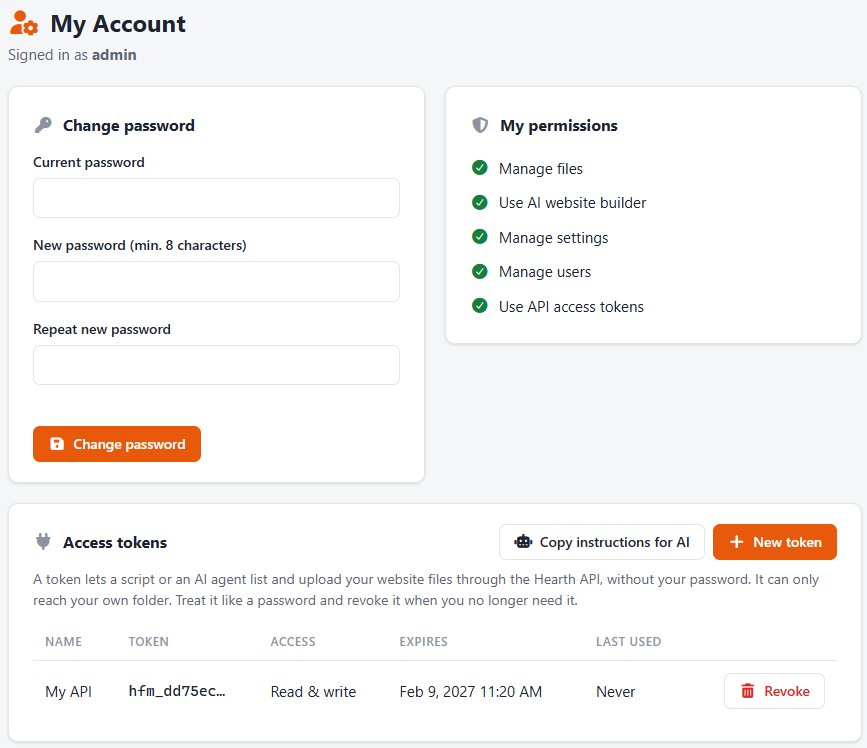 My Account
Signed in as admin
Change password
Current password
New password (min. 8 characters)
Repeat new password
Change password
My permissions
Manage files
Use AI website builder
Manage settings
Manage users
Use API access tokens
Access tokens
Copy instructions for AI
New token
A token lets a script or an AI agent list and upload your website files through the Hearth API, without your password. It can only
reach your own folder. Treat it like a password and revoke it when you no longer need it.
NAME TOKEN ACCESS EXPIRES LAST USED
My API hfm_dd75ec… Read & write Feb 9, 2027 11:20 AM Never Revoke